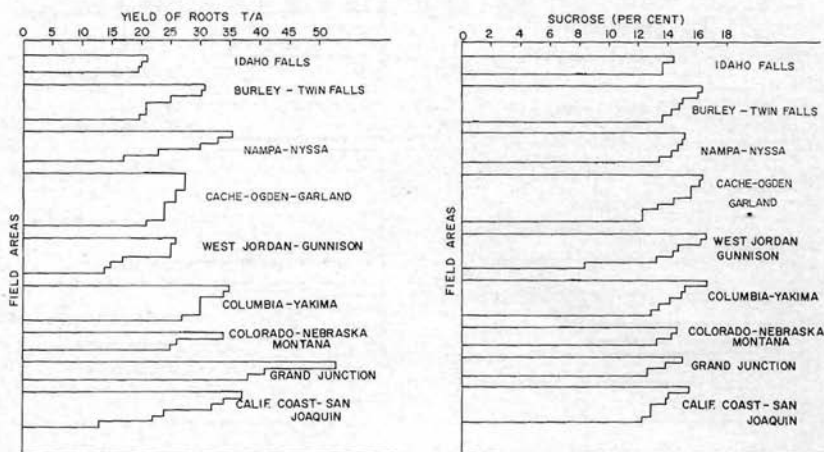 YIELD OF ROOTS T/A
0 5 10 15 20 25 30 35 40 45 50
IDAHO FALLS
BURLEY - TWIN FALLS
NAMPA-NYSSA
CACHE-OGDEN-GARLAND
WEST JORDAN-GUNNISON
COLUMBIA-YAKIMA
COLORADO-NEBRASKA
MONTANA
GRAND JUNCTION
CALIF. COAST-SAN
JOAQUIN
FIELD AREAS
SUCROSE (PER CENT)
0 2 4 6 8 10 12 14 16 18
IDAHO FALLS
BURLEY - TWIN FALLS
NAMPA-NYSSA
CACHE-OGDEN
GARLAND
WEST JORDAN
GUNNISON
COLUMBIA-YAKIMA
COLORADO-NEBRASKA
MONTANA
GRAND JUNCTION
CALIF. COAST - SAN
JOAQUIN
FIELD AREAS